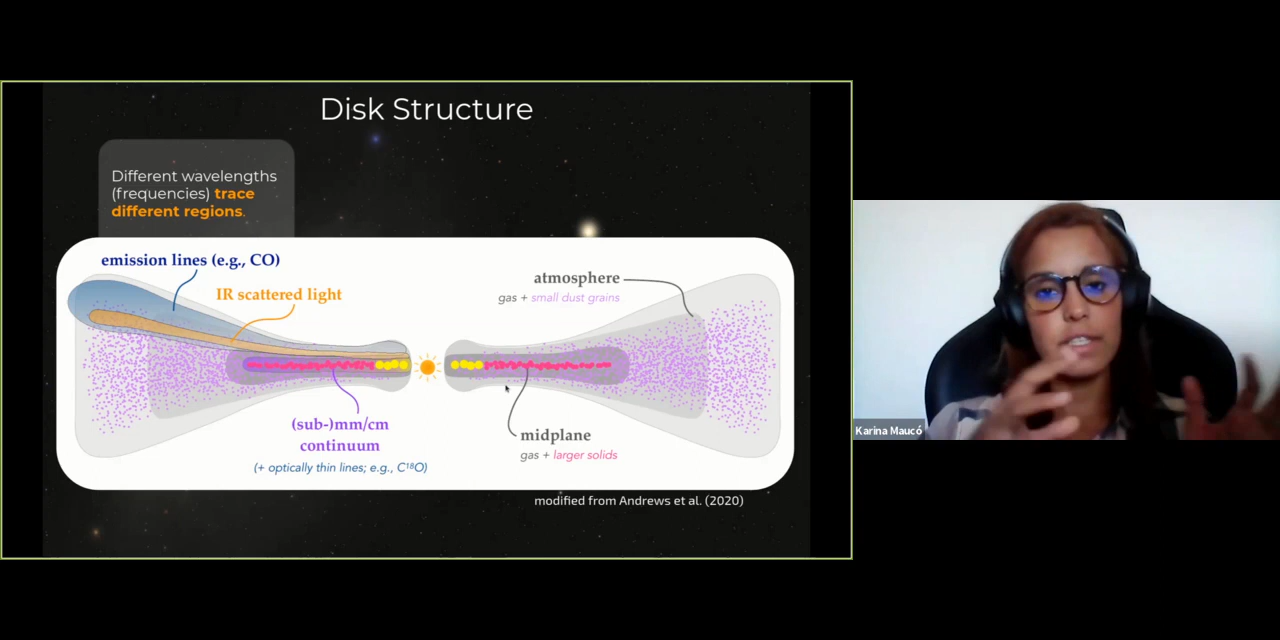 Disk Structure
Different wavelengths
(frequencies) trace
different regions.
emission lines (e.g., CO)
IR scattered light
atmosphere
gas + small dust grains
(sub-)mm/cm
continuum
(+ optically thin lines; e.g., C¹⁸O)
midplane
gas + larger solids
modified from Andrews et al. (2020)
Karina Maucó